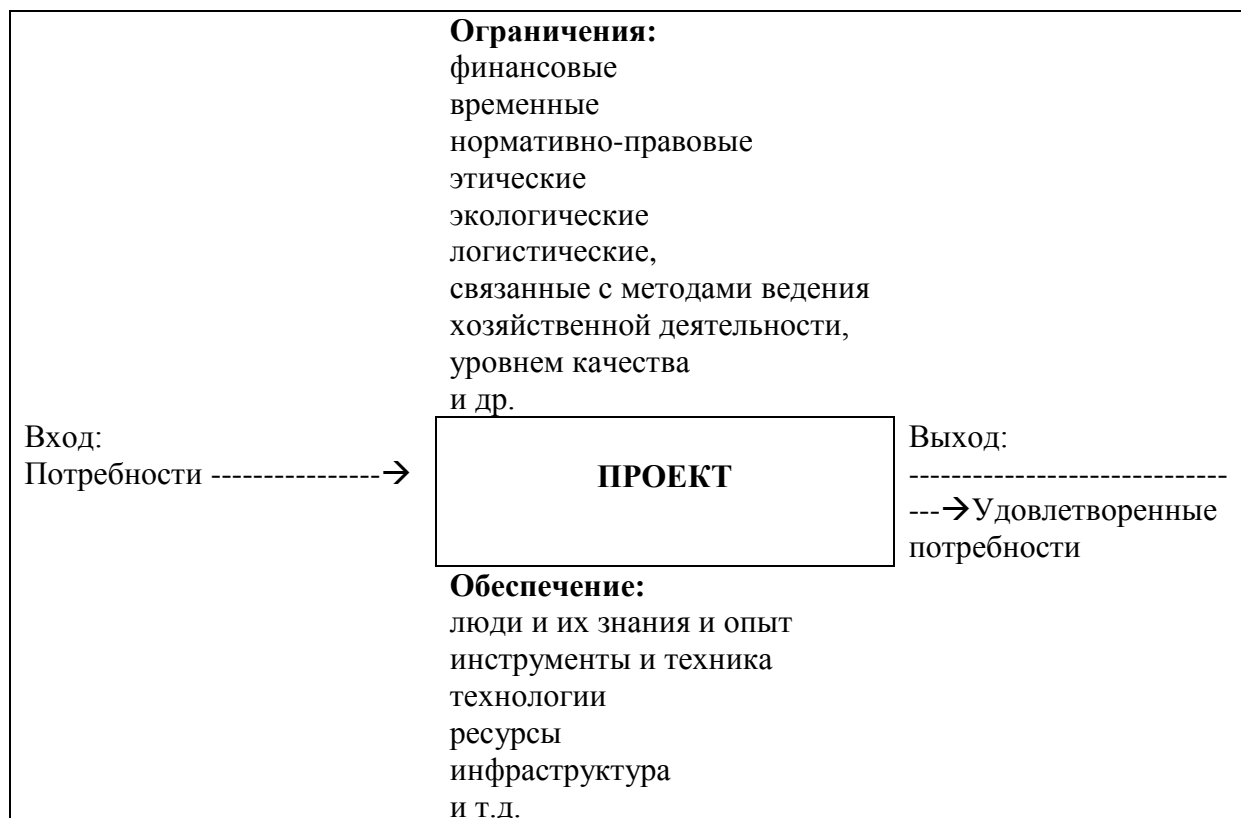 Ограничения:
финансовые
временные
нормативно-правовые
этические
экологические
логистические,
связанные с методами ведения
хозяйственной деятельности,
уровнем качества
и др.
Вход:
Потребности ----------------→
ПРОЕКТ
Выход:
------------------------------
---→Удовлетворенные
потребности
Обеспечение:
люди и их знания и опыт
инструменты и техника
технологии
ресурсы
инфраструктура
и т.д.